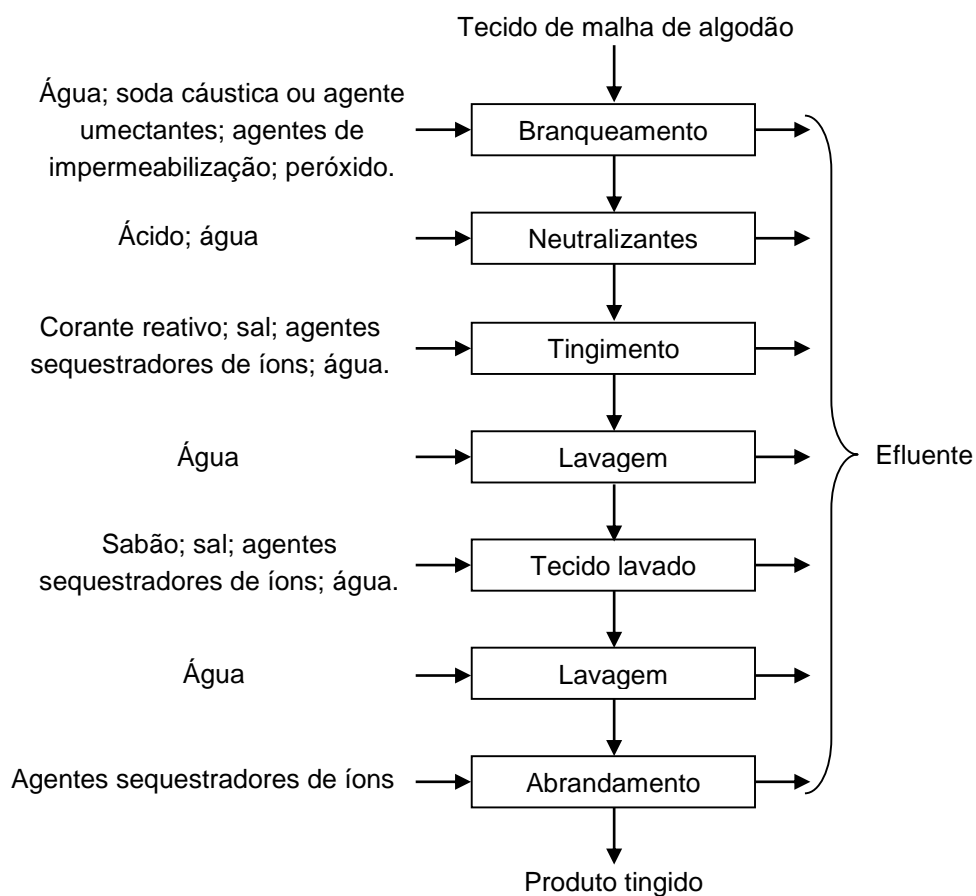 Tecido de malha de algodão
Água; soda cáustica ou agente
umectantes; agentes de
impermeabilização; peróxido.
Branqueamento
Ácido; água
Neutralizantes
Corante reativo; sal; agentes
sequestradores de íons; água.
Tingimento
Água
Lavagem
Efluente
Sabão; sal; agentes
sequestradores de íons; água.
Tecido lavado
Água
Lavagem
Agentes sequestradores de íons
Abrandamento
Produto tingido